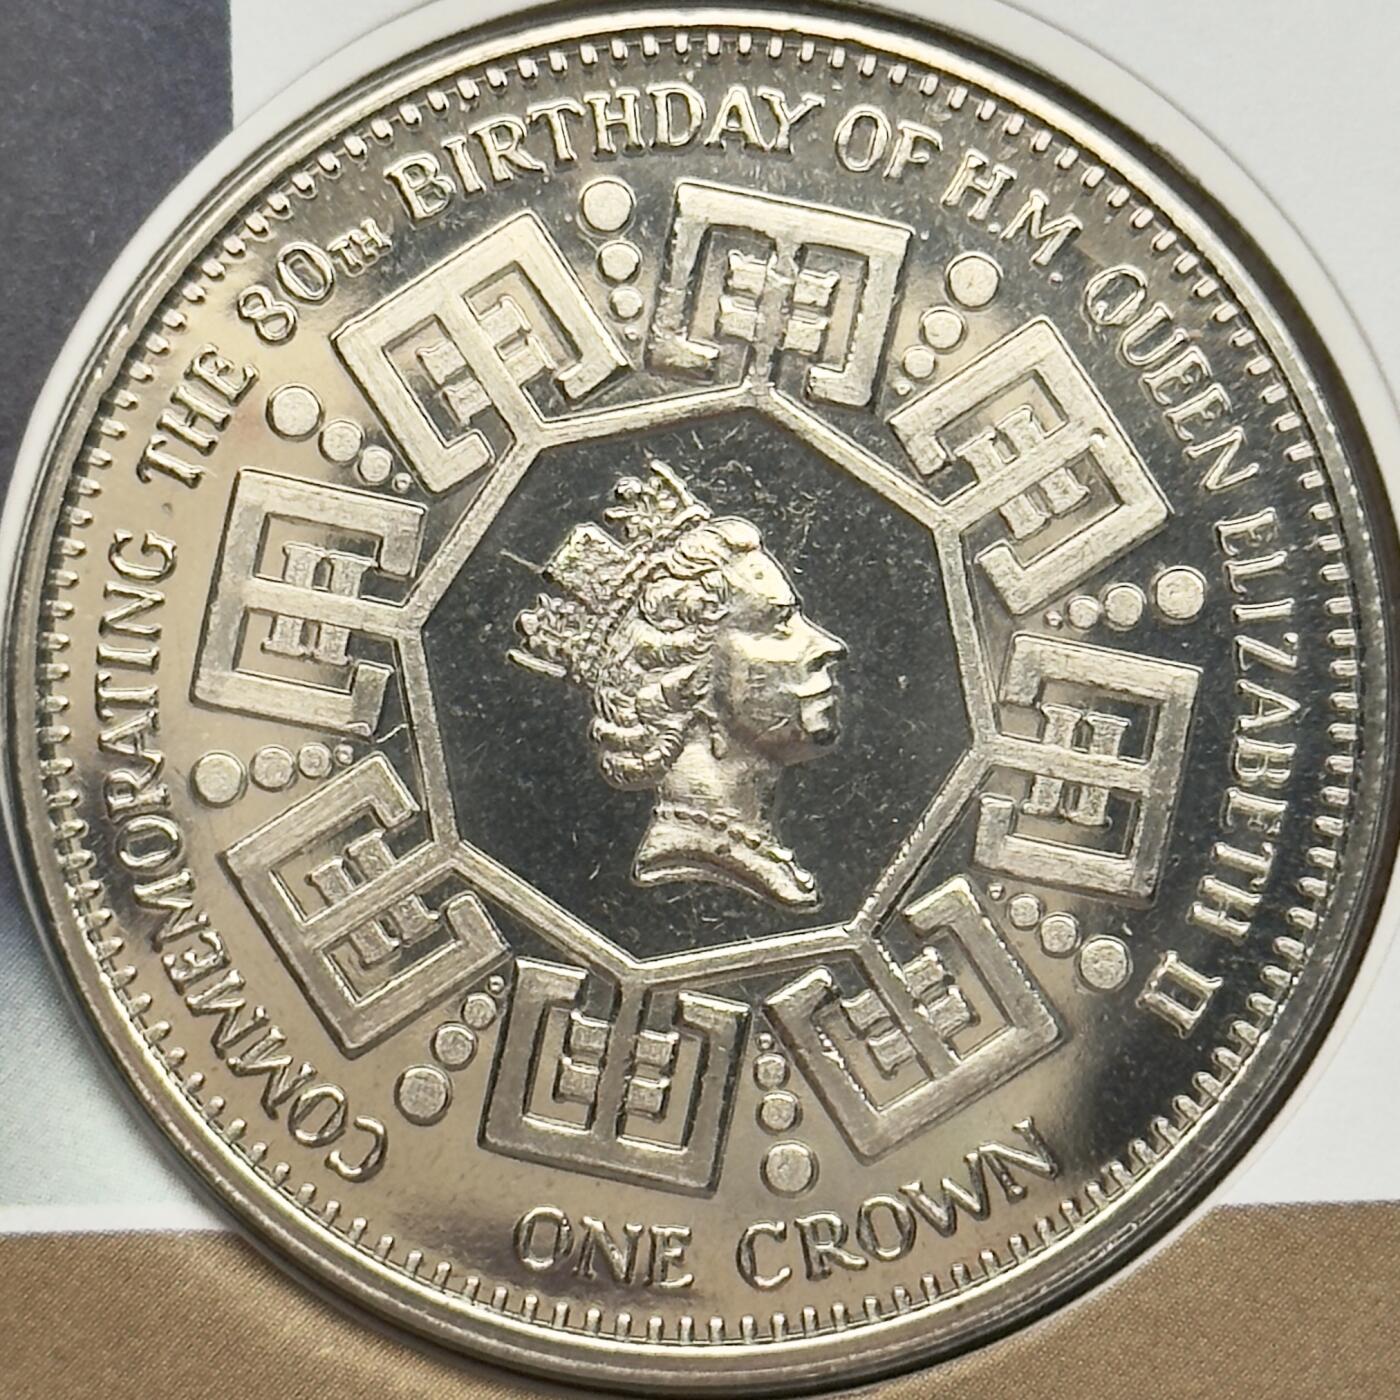 COMMEMORATING THE 80TH BIRTHDAY OF H.M. QUEEN ELIZABETH II
ONE CROWN